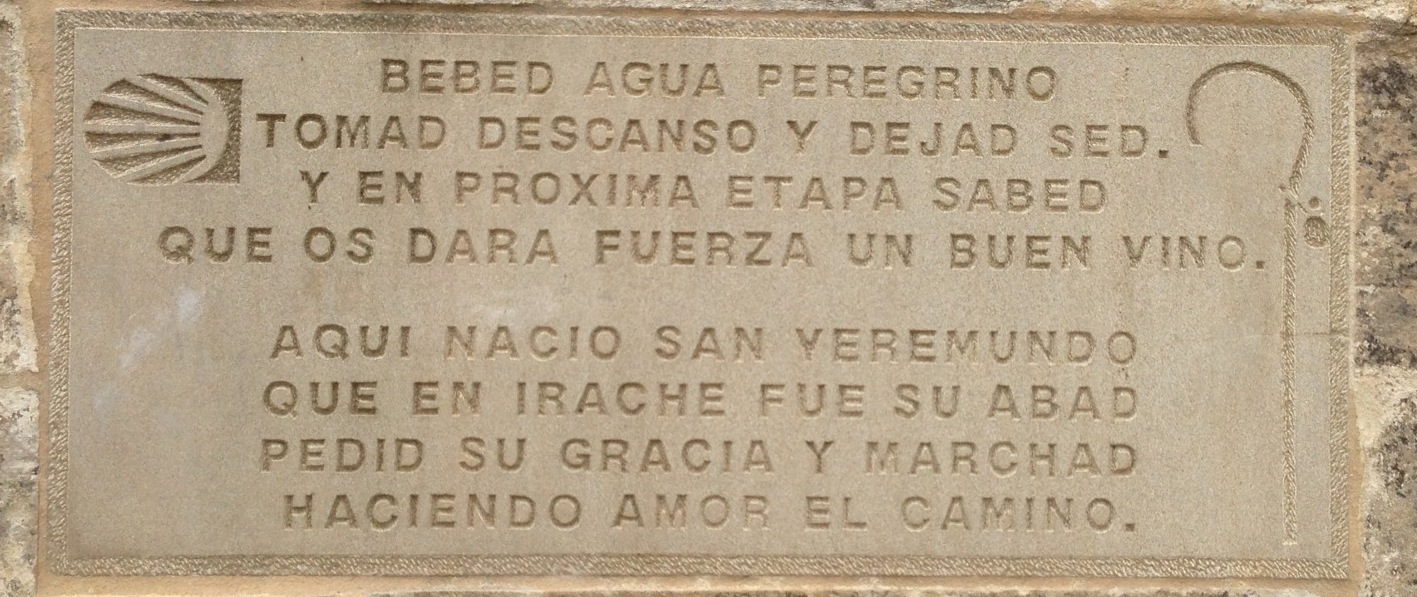 BEBED AGUA PEREGRINO
TOMAD DESCANSO Y DEJAD SED.
Y EN PROXIMA ETAPA SABED
QUE OS DARA FUERZA UN BUEN VINO.
AQUI NACIO SAN YEREMUNDO
QUE EN IRACHE FUE SU ABAD
PEDID SU GRACIA Y MARCHAD
HACIENDO AMOR EL CAMINO.